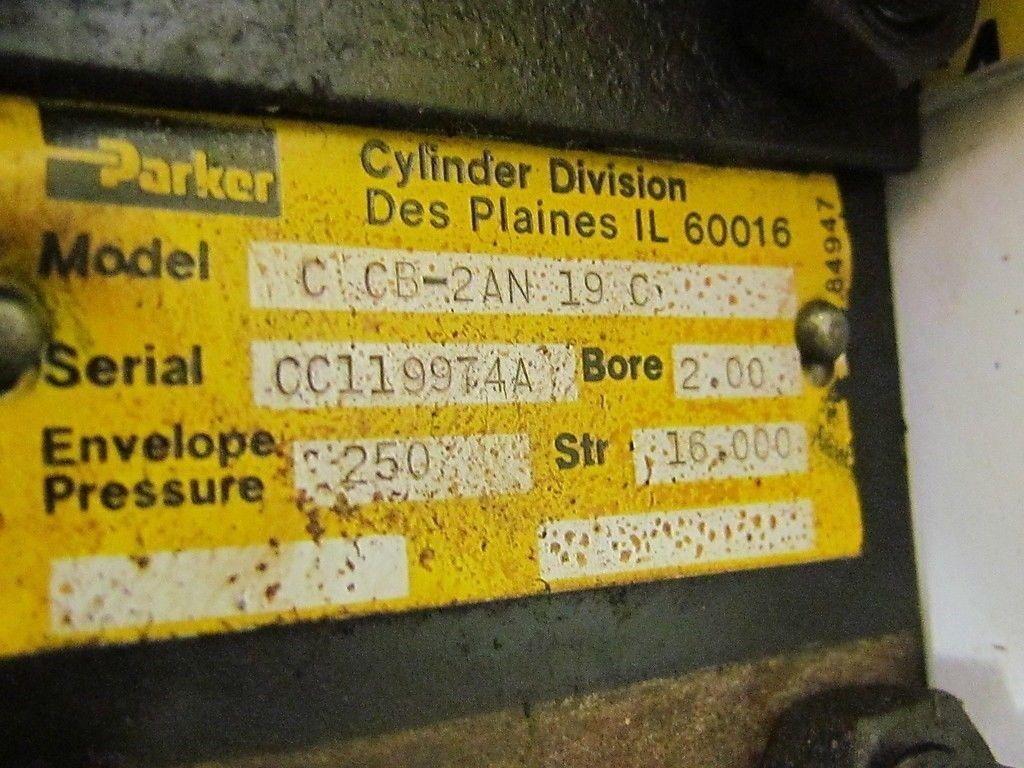 Parker
Cylinder Division
Des Plaines IL 60016
Model C CB-2AN 19 C
Serial CC1199T4A Bore 2.00
Envelope Pressure 250 Str 16.000
84947